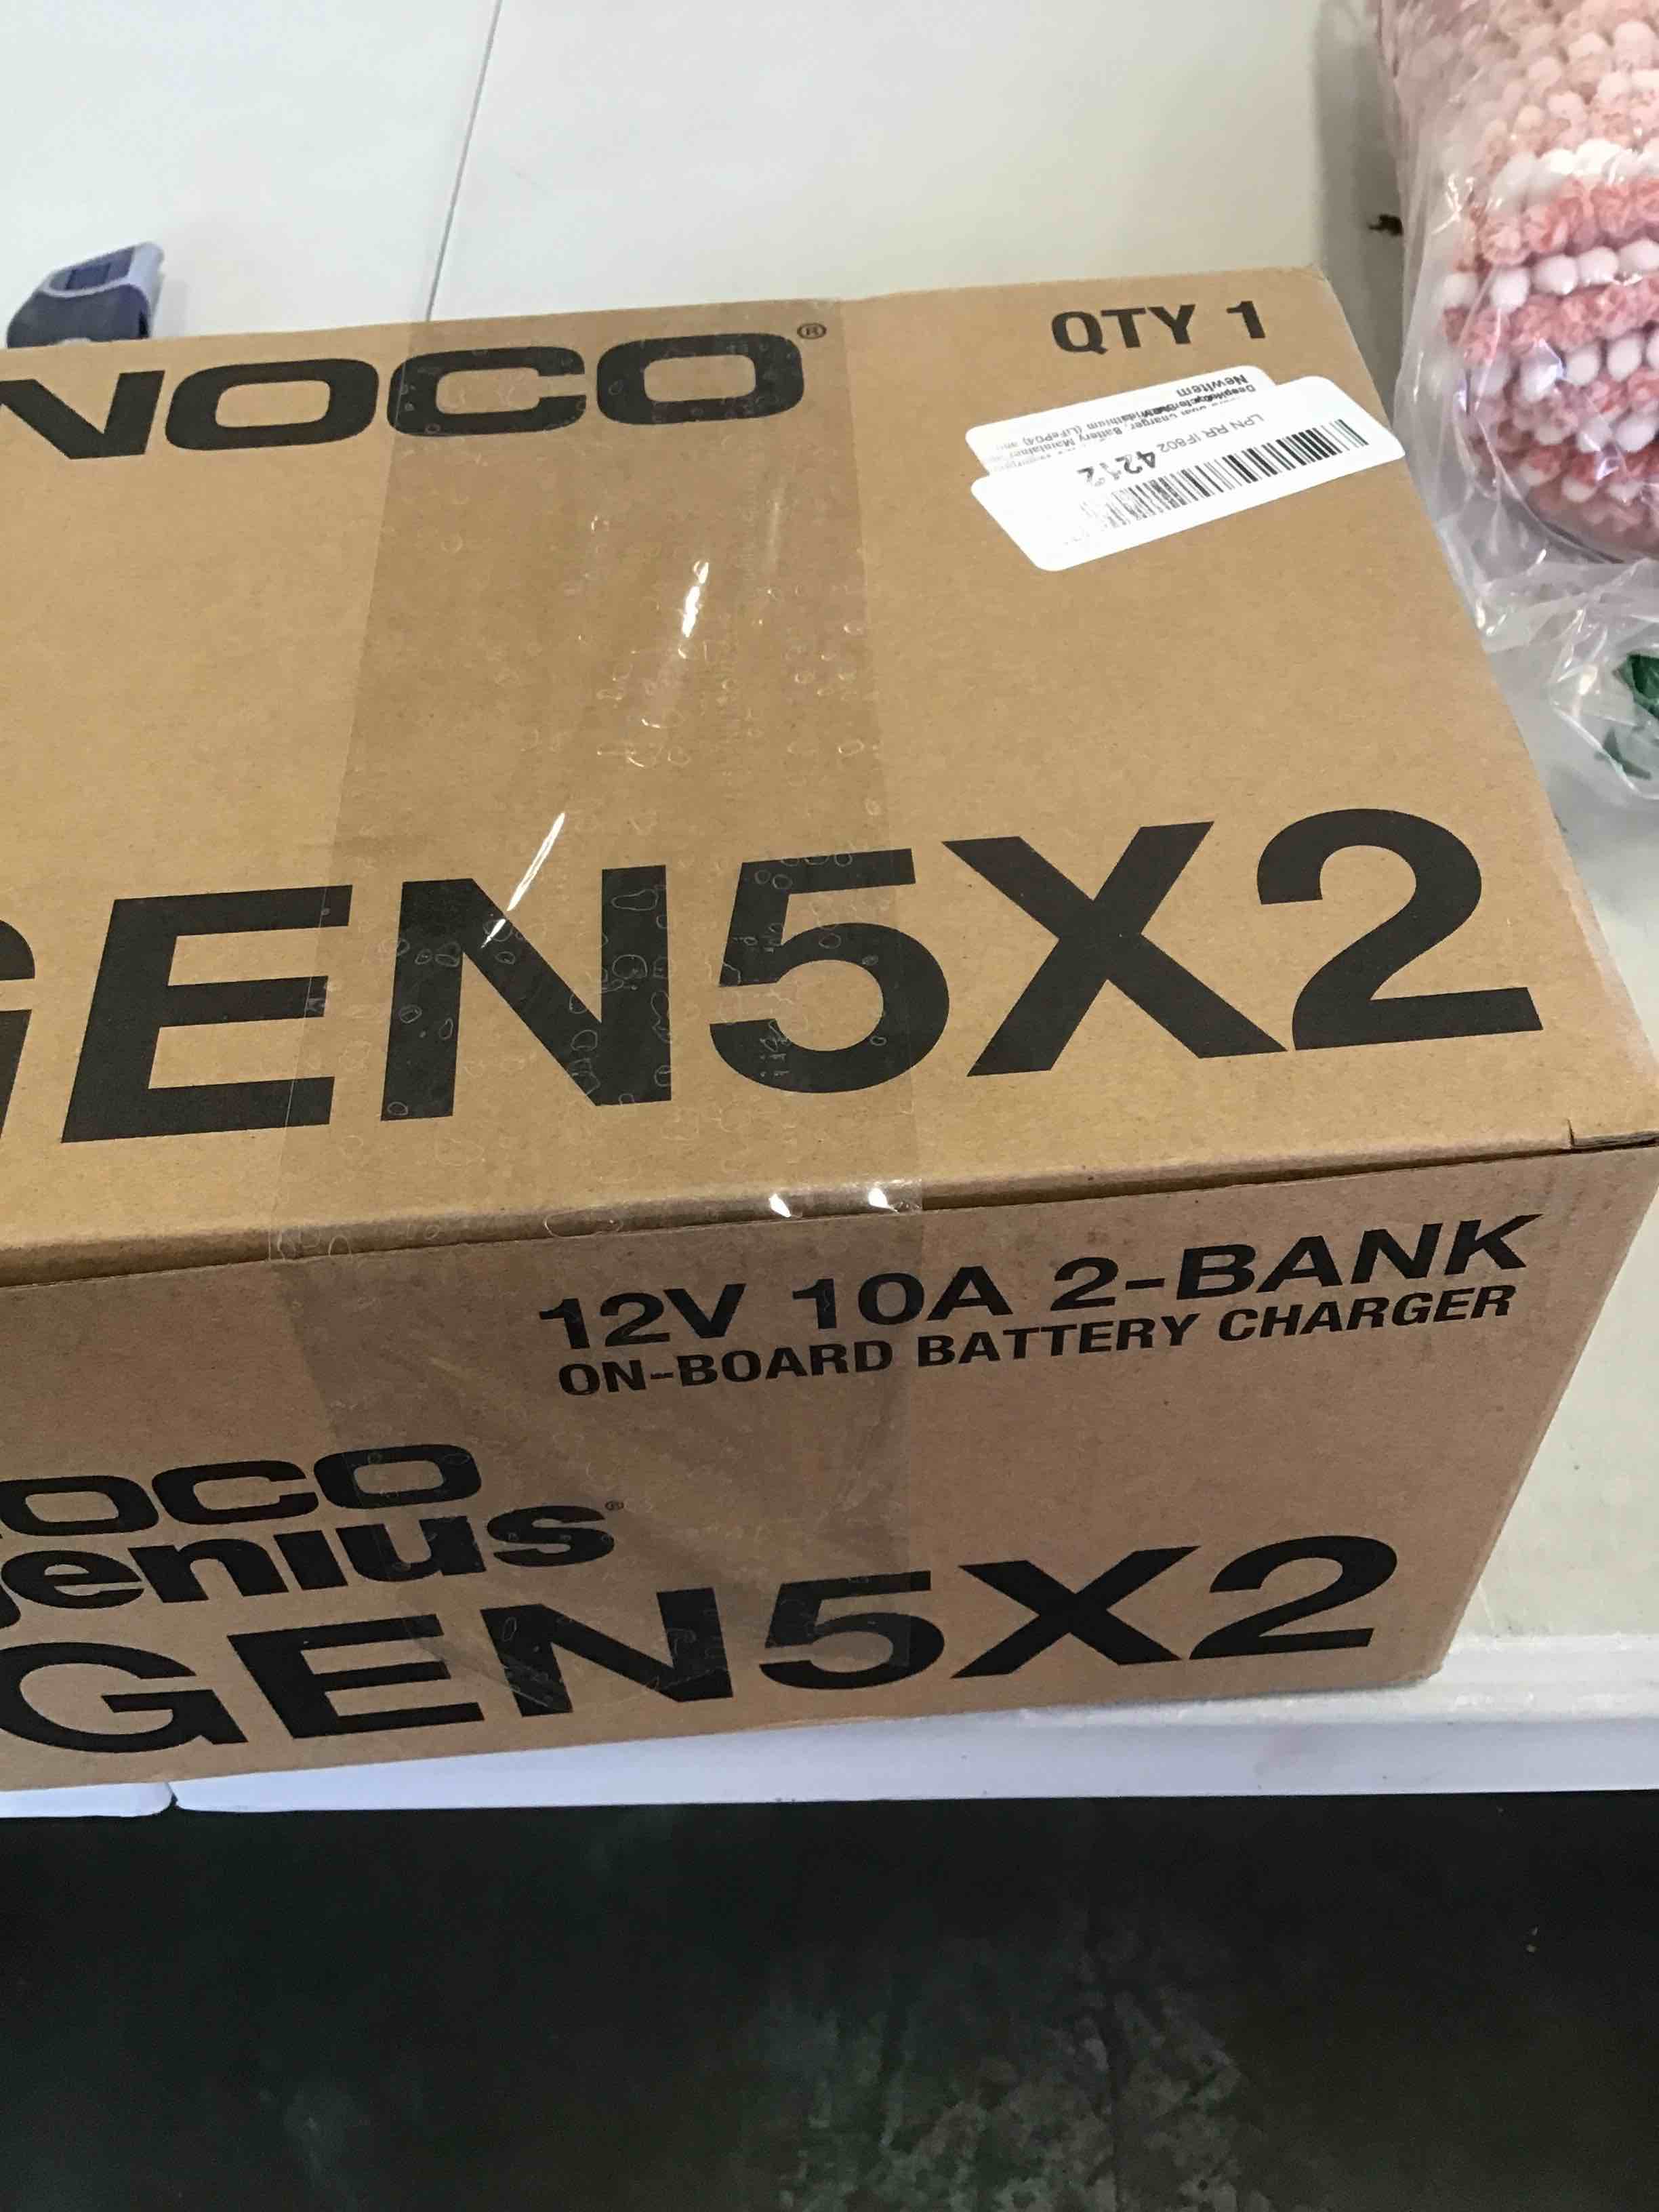 NOCO®
QTY 1
NewItem
LPN RR IF802 4212
GEN5X2
12V 10A 2-BANK
ON-BOARD BATTERY CHARGER
NOCO
genius®
GEN5X2